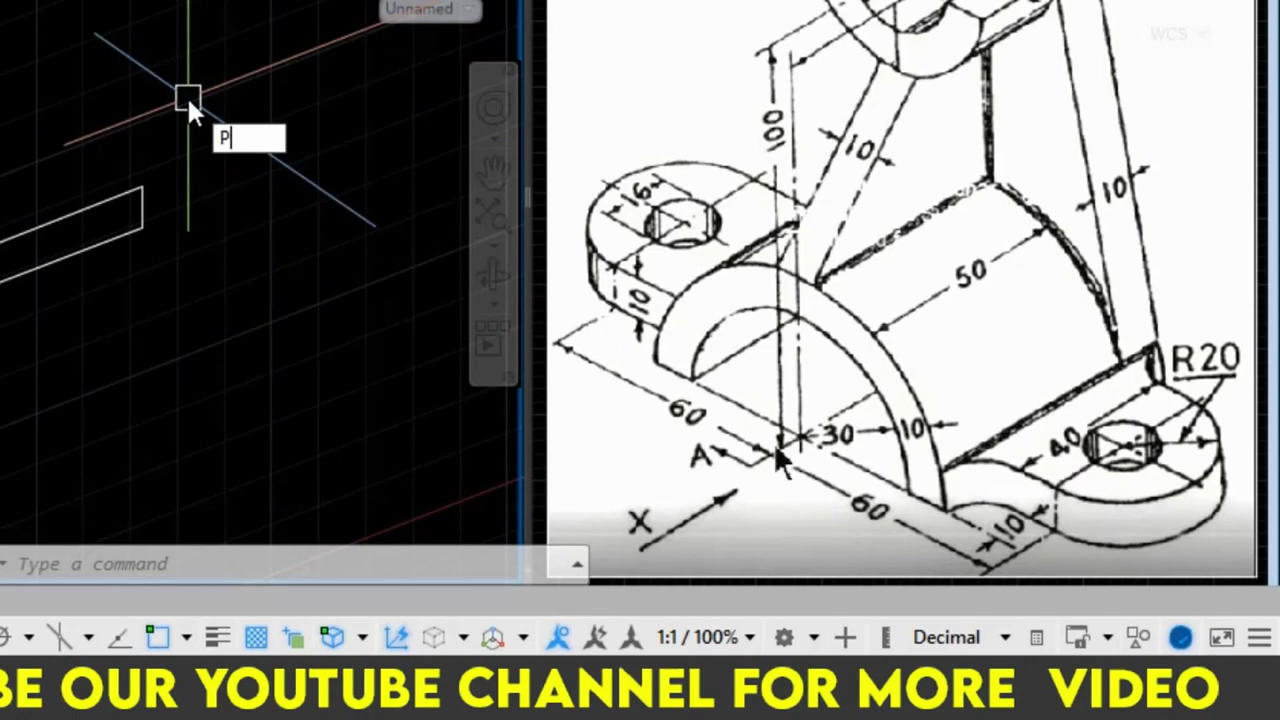 Unnamed
WCS
P
100
10
16
10
50
10
R20
60
30
10
40
A
60
10
X
Type a command
1:1 / 100%
Decimal
BE OUR YOUTUBE CHANNEL FOR MORE VIDEO